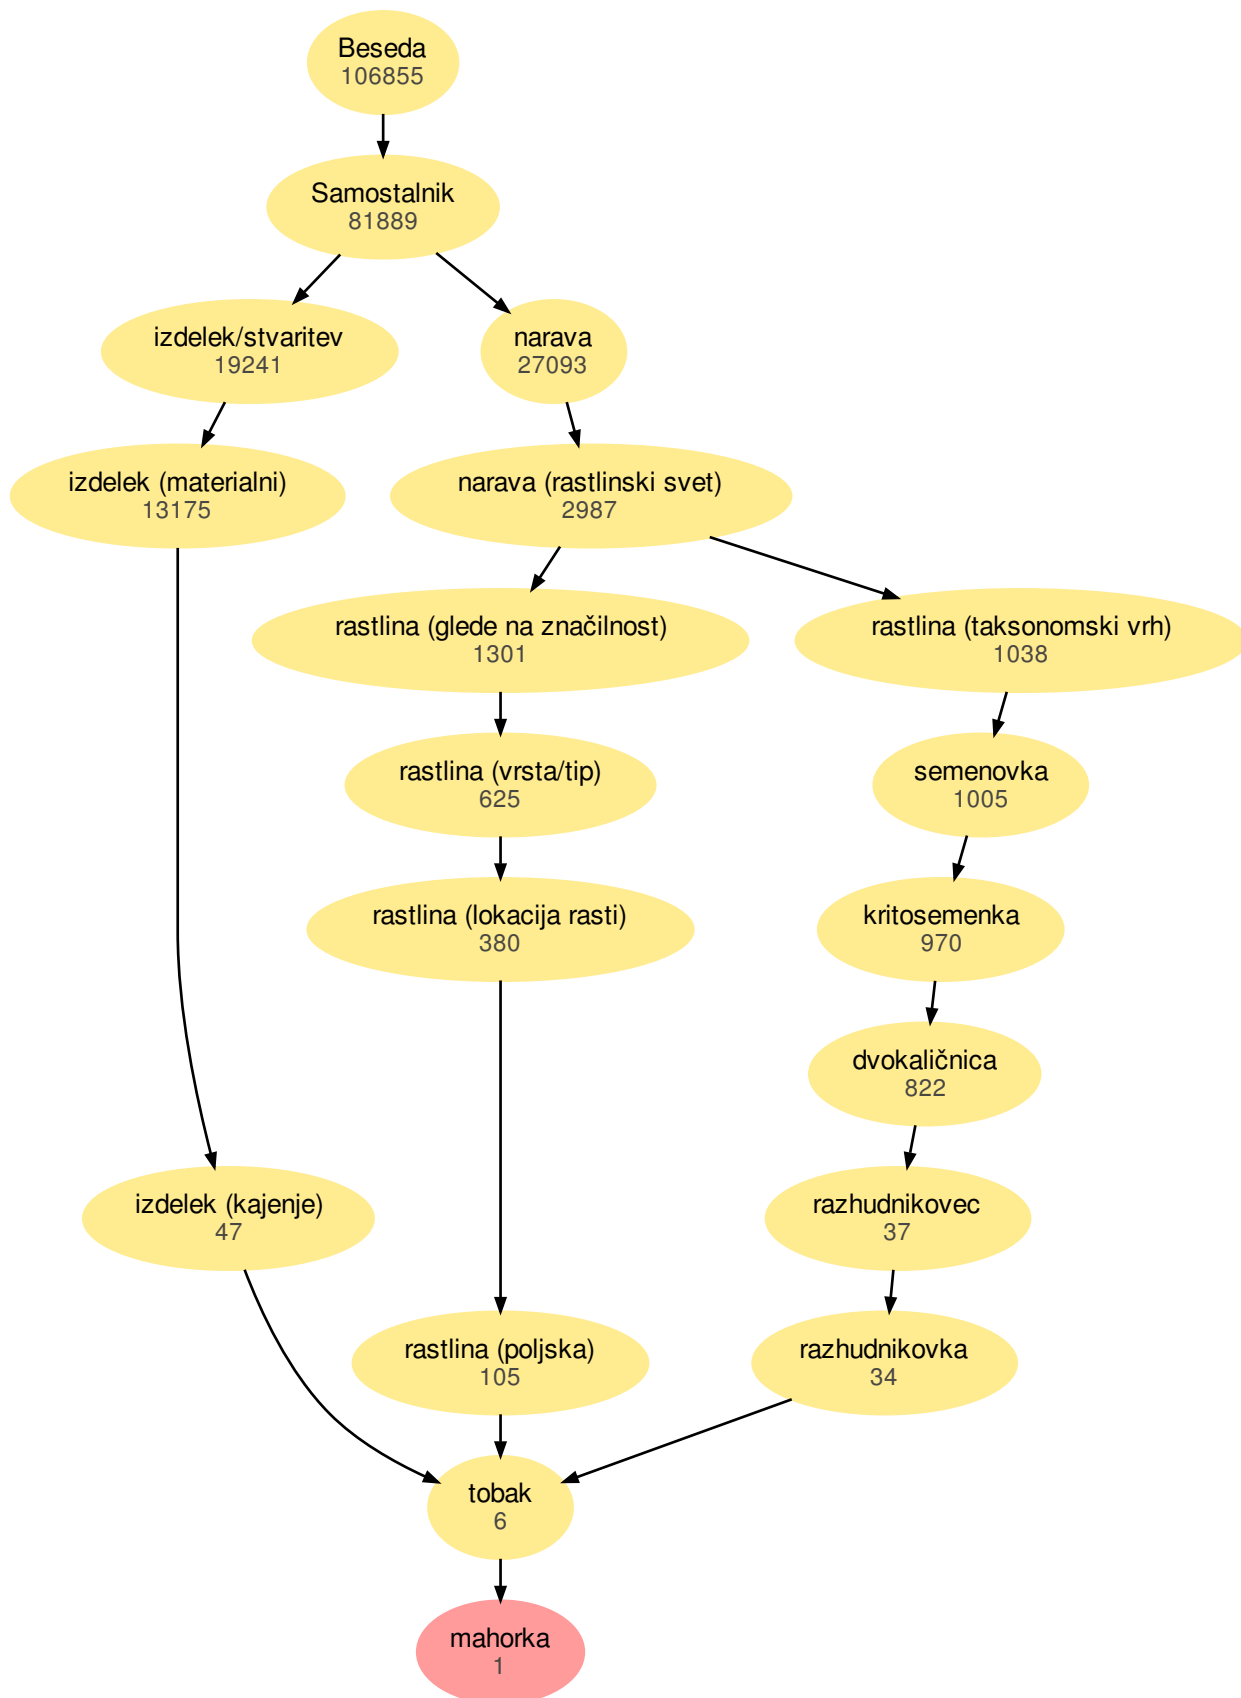 Beseda
106855
Samostalnik
81889
izdelek/stvaritev
19241
narava
27093
izdelek (materialni)
13175
narava (rastlinski svet)
2987
rastlina (glede na značilnost)
1301
rastlina (taksonomski vrh)
1038
rastlina (vrsta/tip)
625
semenovka
1005
rastlina (lokacija rasti)
380
kritosemenka
970
dvokaličnica
822
izdelek (kajenje)
47
razhudnikovec
37
rastlina (poljska)
105
razhudnikovka
34
tobak
6
mahorka
1